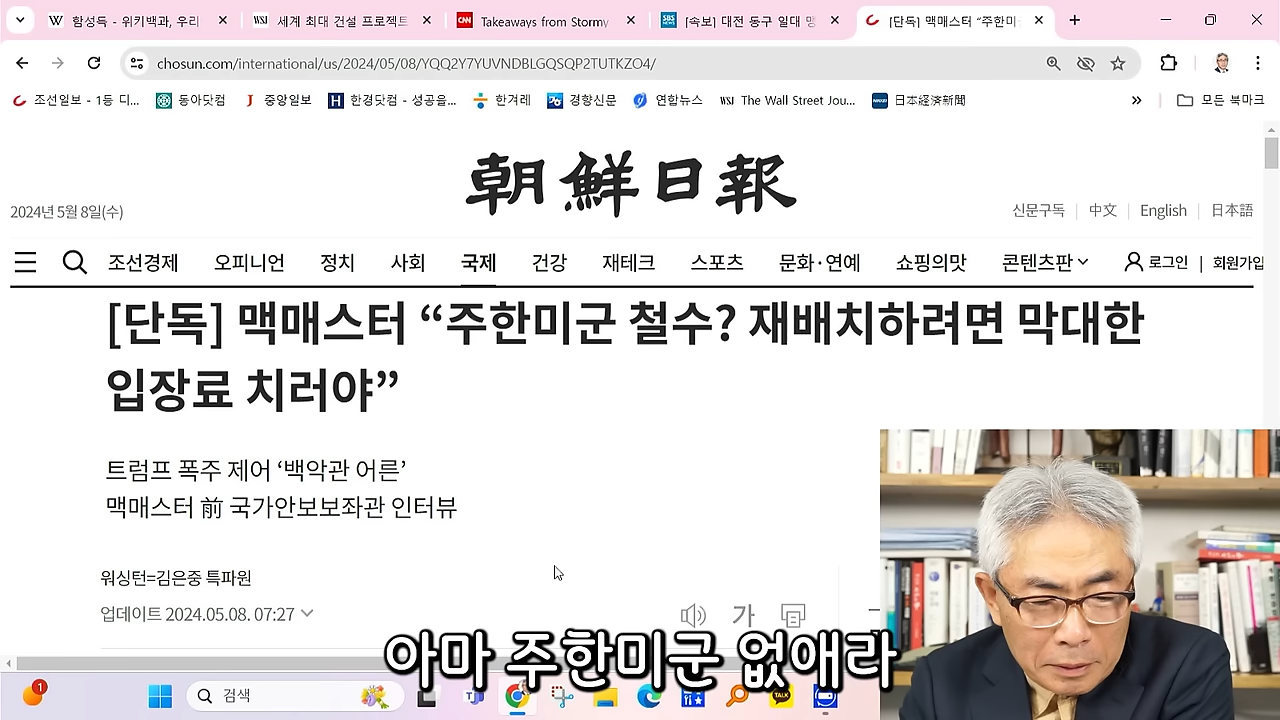 함성득 - 위키백과, 우리
세계 최대 건설 프로젝트
Takeaways from Stormy
[속보] 대전 동구 일대 맹
[단독] 맥매스터 “주한미
chosun.com/international/us/2024/05/08/YQQ2Y7YUVNDBLGQSQP2TUTKZO4/
조선일보 - 1등 디...
동아닷컴
중앙일보
한경닷컴 - 성공을...
한겨레
경향신문
연합뉴스
The Wall Street Jou...
日本経済新聞
모든 북마크
朝鮮日報
2024년 5월 8일(수)
신문구독 | 中文 | English | 日本語
조선경제 오피니언 정치 사회 국제 건강 재테크 스포츠 문화·연예 쇼핑의맛 콘텐츠판 로그인 | 회원가입
[단독] 맥매스터 “주한미군 철수? 재배치하려면 막대한
입장료 치러야”
트럼프 폭주 제어 ‘백악관 어른’
맥매스터 前 국가안보보좌관 인터뷰
워싱턴=김은중 특파원
업데이트 2024.05.08. 07:27
가
아마 주한미군 없애라
1
검색